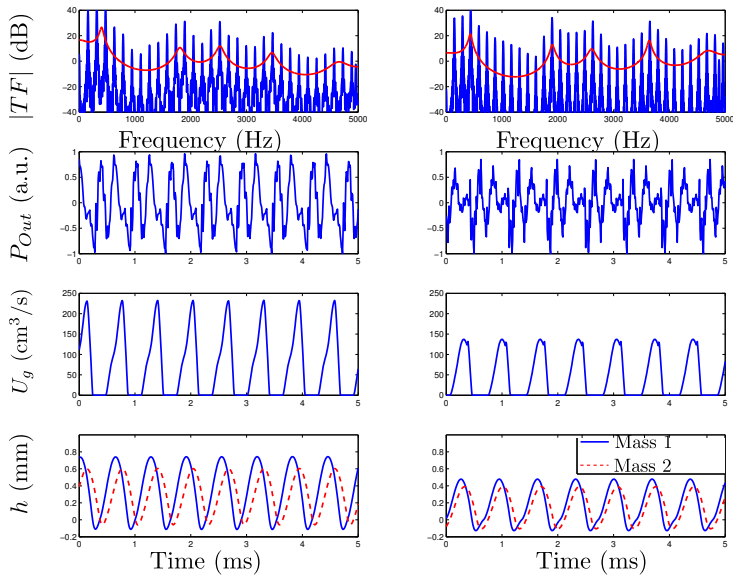 |TF| (dB)
40
20
0
−20
−40
0 1000 2000 3000 4000 5000
Frequency (Hz)
40
20
0
−20
−40
0 1000 2000 3000 4000 5000
Frequency (Hz)
P_Out (a.u.)
1
0.5
0
−0.5
−1
0 1 2 3 4 5
1
0.5
0
−0.5
−1
0 1 2 3 4 5
U_g (cm³/s)
250
200
150
100
50
0
0 1 2 3 4 5
250
200
150
100
50
0
0 1 2 3 4 5
h (mm)
0.8
0.6
0.4
0.2
0
−0.2
0 1 2 3 4 5
Time (ms)
Mass 1
Mass 2
0.8
0.6
0.4
0.2
0
−0.2
0 1 2 3 4 5
Time (ms)